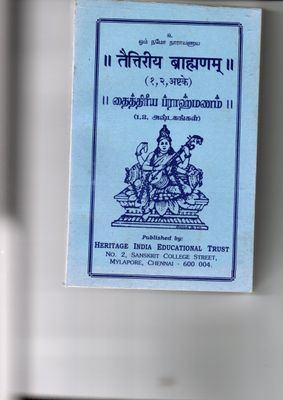 உ
ஓம் நமோ நாராயணாய
॥ तैत्तिरीय ब्राह्मणम् ॥
(१,२,अष्टके)
॥ தைத்திரீய ப்ராஹ்மணம் ॥
(1,2, அஷ்டகங்கள்)
Published by:
HERITAGE INDIA EDUCATIONAL TRUST
NO. 2, SANSKRIT COLLEGE STREET,
MYLAPORE, CHENNAI - 600 004.